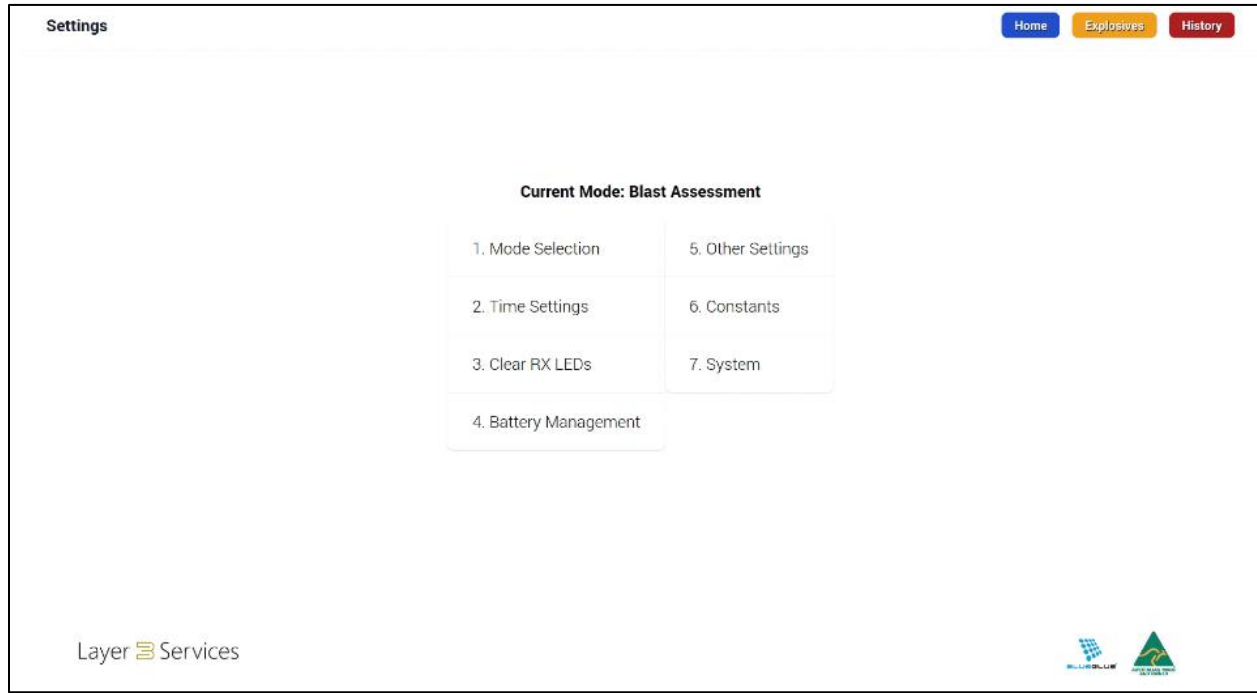 Settings
Home
Explosives
History
Current Mode: Blast Assessment
1. Mode Selection
5. Other Settings
2. Time Settings
6. Constants
3. Clear RX LEDs
7. System
4. Battery Management
Layer 3 Services
BLUEGLUE